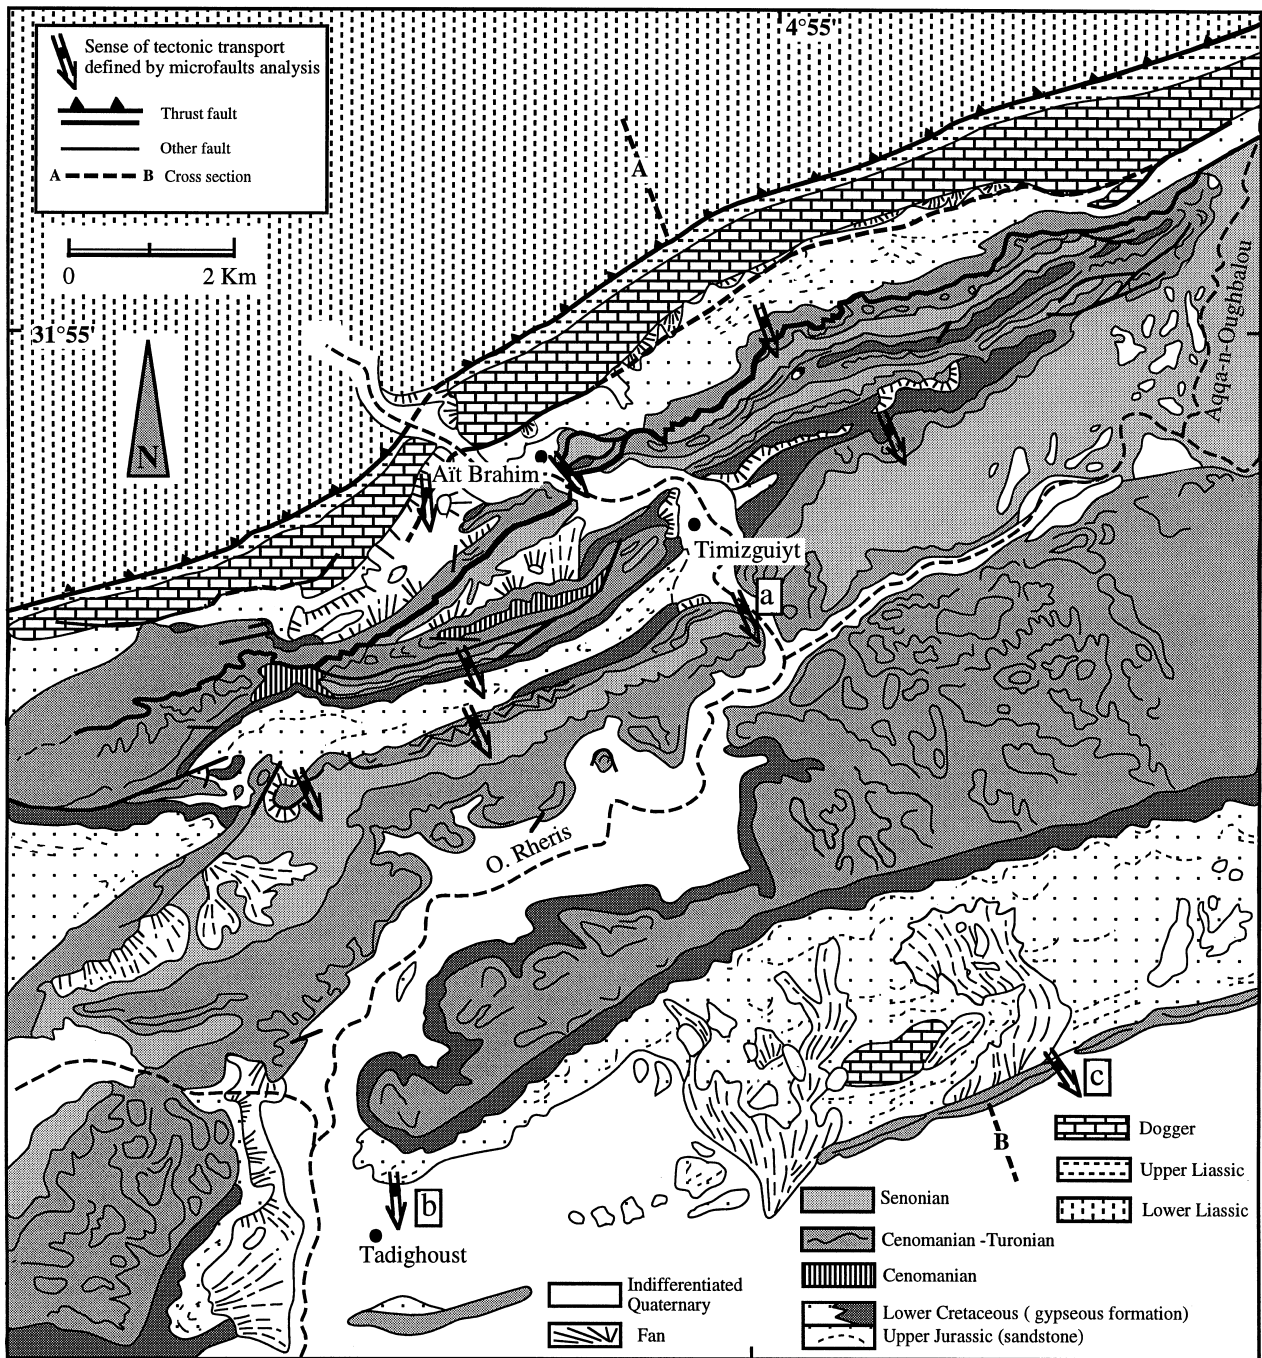 4°55'
Sense of tectonic transport
defined by microfaults analysis
Thrust fault
Other fault
A B Cross section
0 2 Km
A
31°55'
N
Aqqa-n-Oughbalou
Aït Brahim
Timizguiyt
a
O. Rheris
c
B
b
Tadighoust
Dogger
Upper Liassic
Lower Liassic
Senonian
Cenomanian -Turonian
Cenomanian
Lower Cretaceous ( gypseous formation)
Upper Jurassic (sandstone)
Indifferentiated
Quaternary
Fan